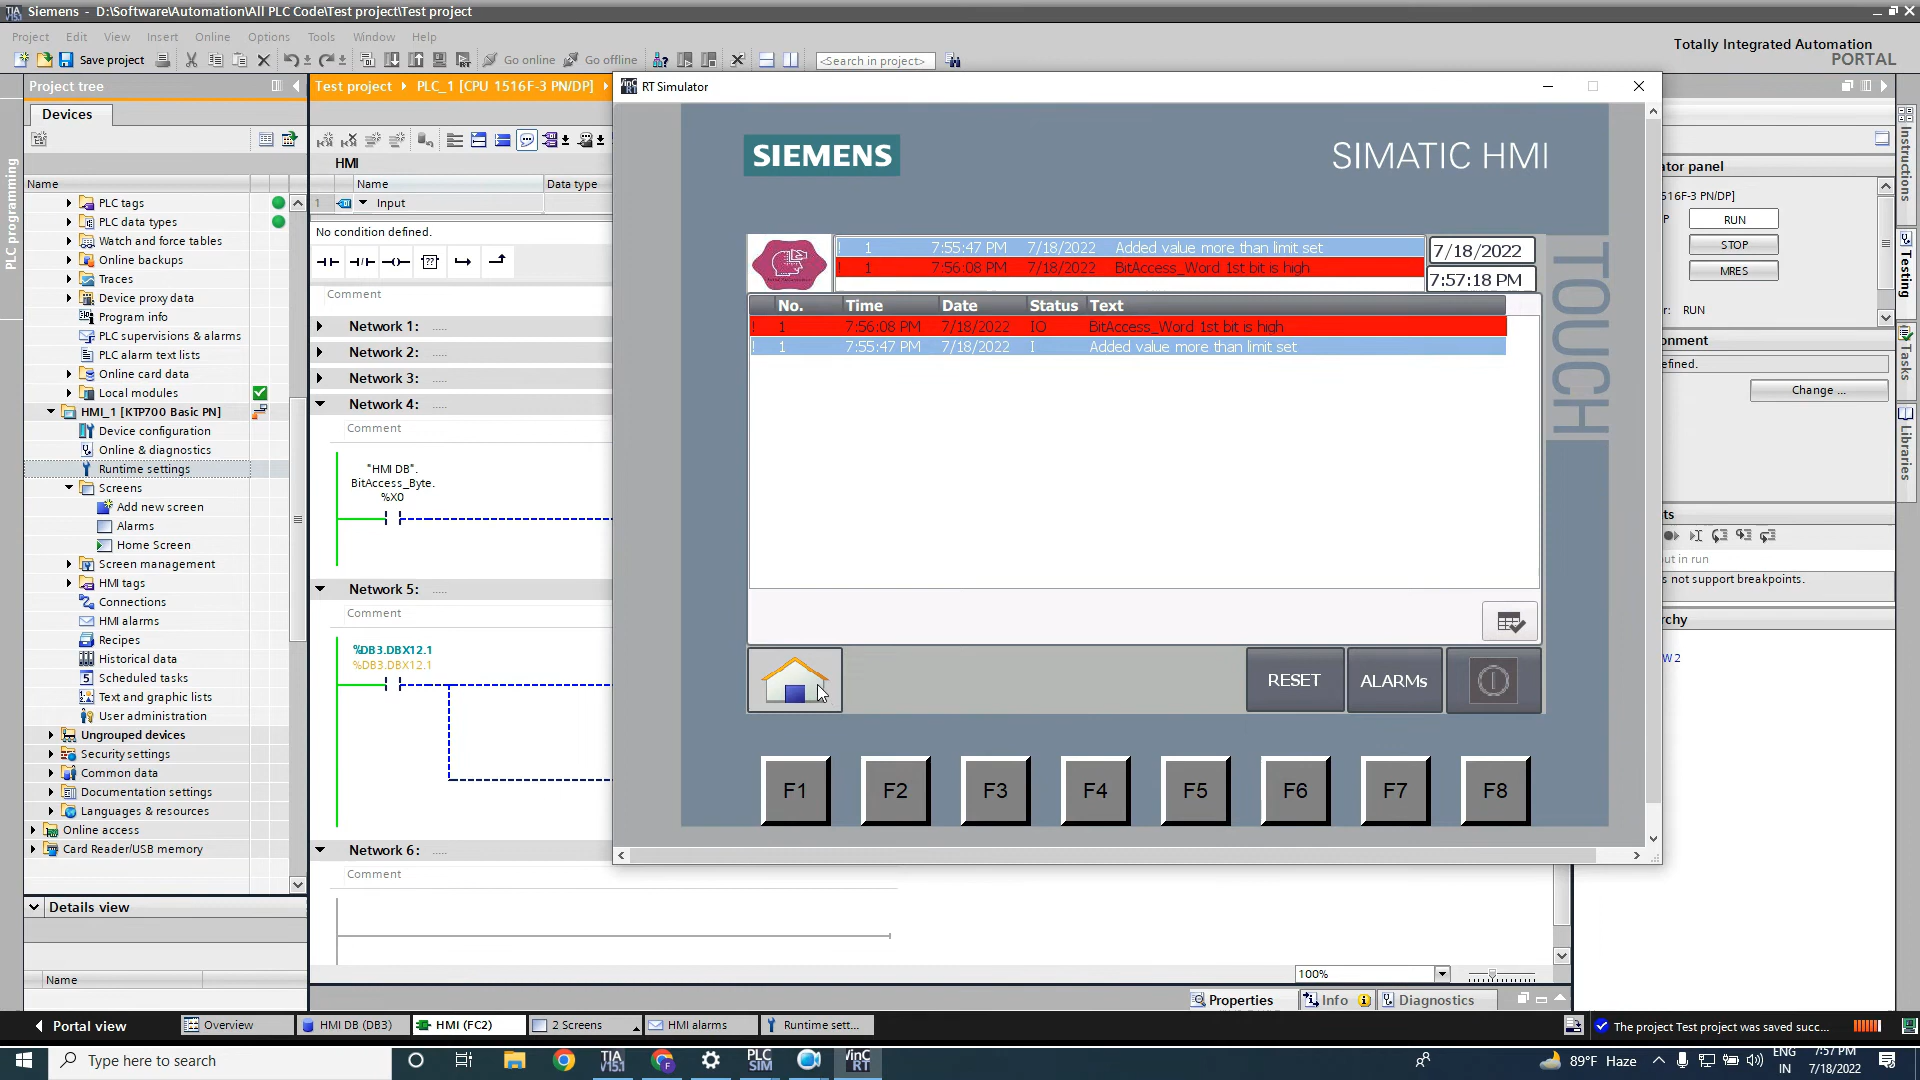 Siemens - D:\Software\Automation\All PLC Code\Test project\Test project
Project Edit View Insert Online Options Tools Window Help
Save project
Go online Go offline
<Search in project>
Totally Integrated Automation
PORTAL
Project tree
Test project PLC_1 [CPU 1516F-3 PN/DP]
Devices
Name
PLC tags
PLC data types
Watch and force tables
Online backups
Traces
Device proxy data
Program info
PLC supervisions & alarms
PLC alarm text lists
Online card data
Local modules
HMI_1 [KTP700 Basic PN]
Device configuration
Online & diagnostics
Runtime settings
Screens
Add new screen
Alarms
Home Screen
Screen management
HMI tags
Connections
HMI alarms
Recipes
Historical data
Scheduled tasks
Text and graphic lists
User administration
Ungrouped devices
Security settings
Common data
Documentation settings
Languages & resources
Online access
Card Reader/USB memory
Details view
Name
PLC programming
HMI
Name Data type
1 Input
No condition defined.
Comment
Network 1: .....
Network 2: .....
Network 3: .....
Network 4: .....
Comment
"HMI DB".
BitAccess_Byte.
%X0
Network 5: .....
Comment
%DB3.DBX12.1
%DB3.DBX12.1
Network 6: .....
Comment
RT Simulator
SIEMENS
SIMATIC HMI
TOUCH
! 1 7:55:47 PM 7/18/2022 Added value more than limit set
! 1 7:56:08 PM 7/18/2022 BitAccess_Word 1st bit is high
7/18/2022
7:57:18 PM
No. Time Date Status Text
! 1 7:56:08 PM 7/18/2022 IO BitAccess_Word 1st bit is high
! 1 7:55:47 PM 7/18/2022 I Added value more than limit set
RESET
ALARMs
F1 F2 F3 F4 F5 F6 F7 F8
ator panel
516F-3 PN/DP]
RUN
STOP
MRES
RUN
onment
efined.
Change ...
ts
out in run
s not support breakpoints.
rchy
W 2
Instructions
Testing
Tasks
Libraries
100%
Properties Info Diagnostics
Portal view Overview HMI DB (DB3) HMI (FC2) 2 Screens HMI alarms Runtime sett... The project Test project was saved succ...
Type here to search
TIA
V15.1
PLC
SIM
WinC
RT
89°F Haze
ENG
IN
7:57 PM
7/18/2022